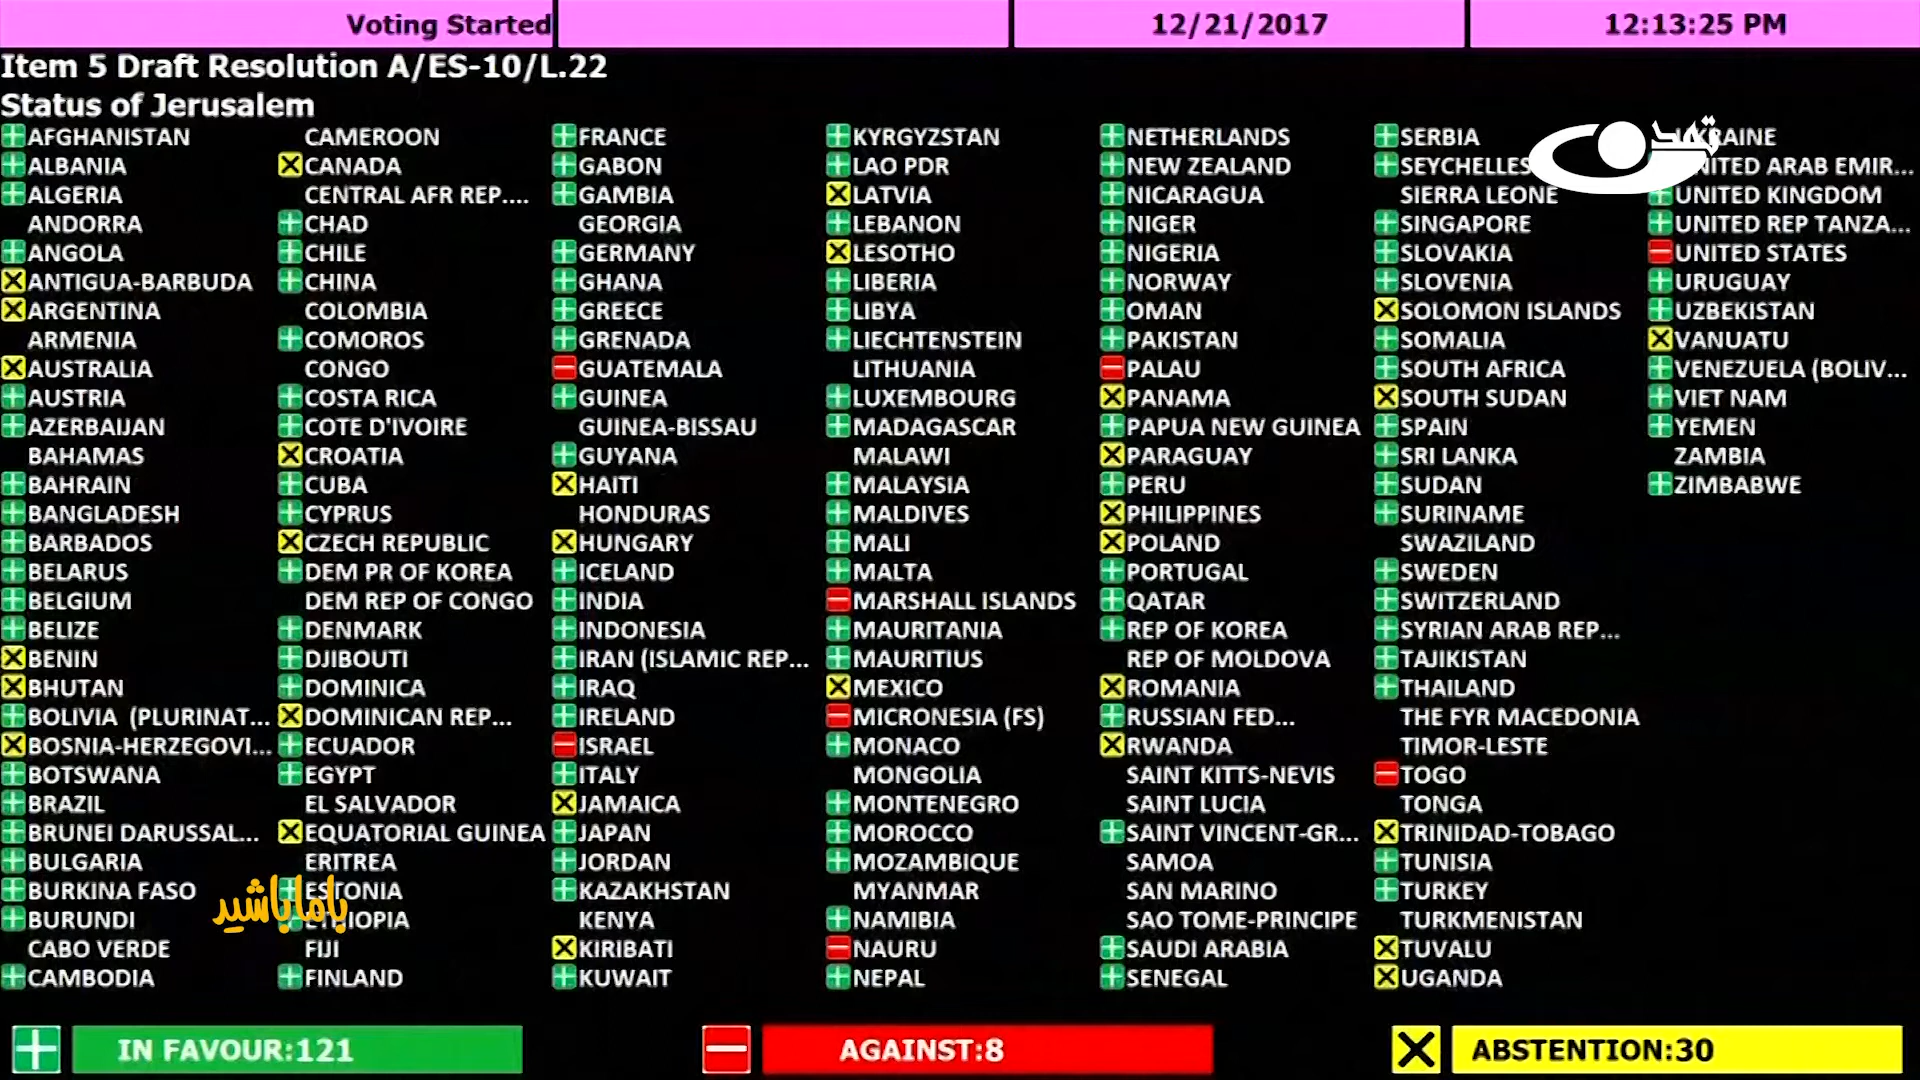 Voting Started 12/21/2017 12:13:25 PM
Item 5 Draft Resolution A/ES-10/L.22
Status of Jerusalem
AFGHANISTAN
ALBANIA
ALGERIA
ANDORRA
ANGOLA
ANTIGUA-BARBUDA
ARGENTINA
ARMENIA
AUSTRALIA
AUSTRIA
AZERBAIJAN
BAHAMAS
BAHRAIN
BANGLADESH
BARBADOS
BELARUS
BELGIUM
BELIZE
BENIN
BHUTAN
BOLIVIA (PLURINAT...
BOSNIA-HERZEGOVI...
BOTSWANA
BRAZIL
BRUNEI DARUSSAL...
BULGARIA
BURKINA FASO
BURUNDI
CABO VERDE
CAMBODIA
CAMEROON
CANADA
CENTRAL AFR REP....
CHAD
CHILE
CHINA
COLOMBIA
COMOROS
CONGO
COSTA RICA
COTE D'IVOIRE
CROATIA
CUBA
CYPRUS
CZECH REPUBLIC
DEM PR OF KOREA
DEM REP OF CONGO
DENMARK
DJIBOUTI
DOMINICA
DOMINICAN REP...
ECUADOR
EGYPT
EL SALVADOR
EQUATORIAL GUINEA
ERITREA
ESTONIA
ETHIOPIA
FIJI
FINLAND
FRANCE
GABON
GAMBIA
GEORGIA
GERMANY
GHANA
GREECE
GRENADA
GUATEMALA
GUINEA
GUINEA-BISSAU
GUYANA
HAITI
HONDURAS
HUNGARY
ICELAND
INDIA
INDONESIA
IRAN (ISLAMIC REP...
IRAQ
IRELAND
ISRAEL
ITALY
JAMAICA
JAPAN
JORDAN
KAZAKHSTAN
KENYA
KIRIBATI
KUWAIT
KYRGYZSTAN
LAO PDR
LATVIA
LEBANON
LESOTHO
LIBERIA
LIBYA
LIECHTENSTEIN
LITHUANIA
LUXEMBOURG
MADAGASCAR
MALAWI
MALAYSIA
MALDIVES
MALI
MALTA
MARSHALL ISLANDS
MAURITANIA
MAURITIUS
MEXICO
MICRONESIA (FS)
MONACO
MONGOLIA
MONTENEGRO
MOROCCO
MOZAMBIQUE
MYANMAR
NAMIBIA
NAURU
NEPAL
NETHERLANDS
NEW ZEALAND
NICARAGUA
NIGER
NIGERIA
NORWAY
OMAN
PAKISTAN
PALAU
PANAMA
PAPUA NEW GUINEA
PARAGUAY
PERU
PHILIPPINES
POLAND
PORTUGAL
QATAR
REP OF KOREA
REP OF MOLDOVA
ROMANIA
RUSSIAN FED...
RWANDA
SAINT KITTS-NEVIS
SAINT LUCIA
SAINT VINCENT-GR...
SAMOA
SAN MARINO
SAO TOME-PRINCIPE
SAUDI ARABIA
SENEGAL
SERBIA
SEYCHELLES
SIERRA LEONE
SINGAPORE
SLOVAKIA
SLOVENIA
SOLOMON ISLANDS
SOMALIA
SOUTH AFRICA
SOUTH SUDAN
SPAIN
SRI LANKA
SUDAN
SURINAME
SWAZILAND
SWEDEN
SWITZERLAND
SYRIAN ARAB REP...
TAJIKISTAN
THAILAND
THE FYR MACEDONIA
TIMOR-LESTE
TOGO
TONGA
TRINIDAD-TOBAGO
TUNISIA
TURKEY
TURKMENISTAN
TUVALU
UGANDA
UKRAINE
UNITED ARAB EMIR...
UNITED KINGDOM
UNITED REP TANZA...
UNITED STATES
URUGUAY
UZBEKISTAN
VANUATU
VENEZUELA (BOLIV...
VIET NAM
YEMEN
ZAMBIA
ZIMBABWE
باما باشید
IN FAVOUR:121 AGAINST:8 ABSTENTION:30